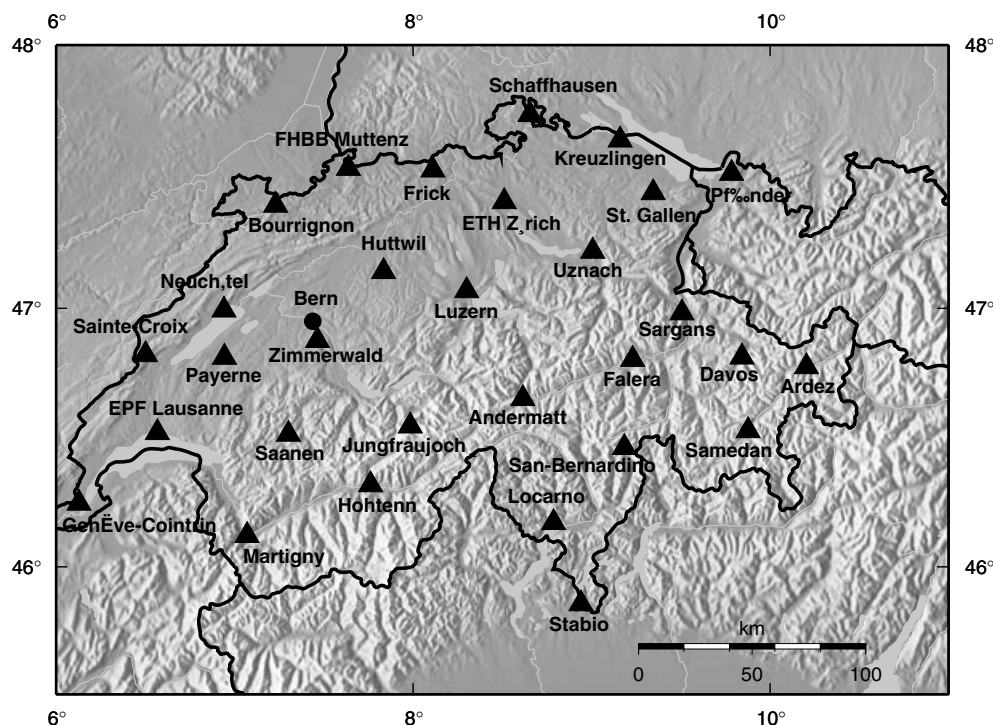 6° 8° 10°
48° 48°
Schaffhausen
FHBB Muttenz
Kreuzlingen
Frick
Pf‰nder
St. Gallen
Bourrignon
ETH Z¸rich
Huttwil
Uznach
Neuch‚tel
Bern
47° 47°
Luzern
Sainte-Croix
Sargans
Zimmerwald
Payerne
Falera
Davos
Ardez
EPF Lausanne
Andermatt
Saanen
Jungfraujoch
Samedan
San-Bernardino
Locarno
Hohtenn
GenËve-Cointrin
Martigny
46° 46°
Stabio
km
0 50 100
6° 8° 10°